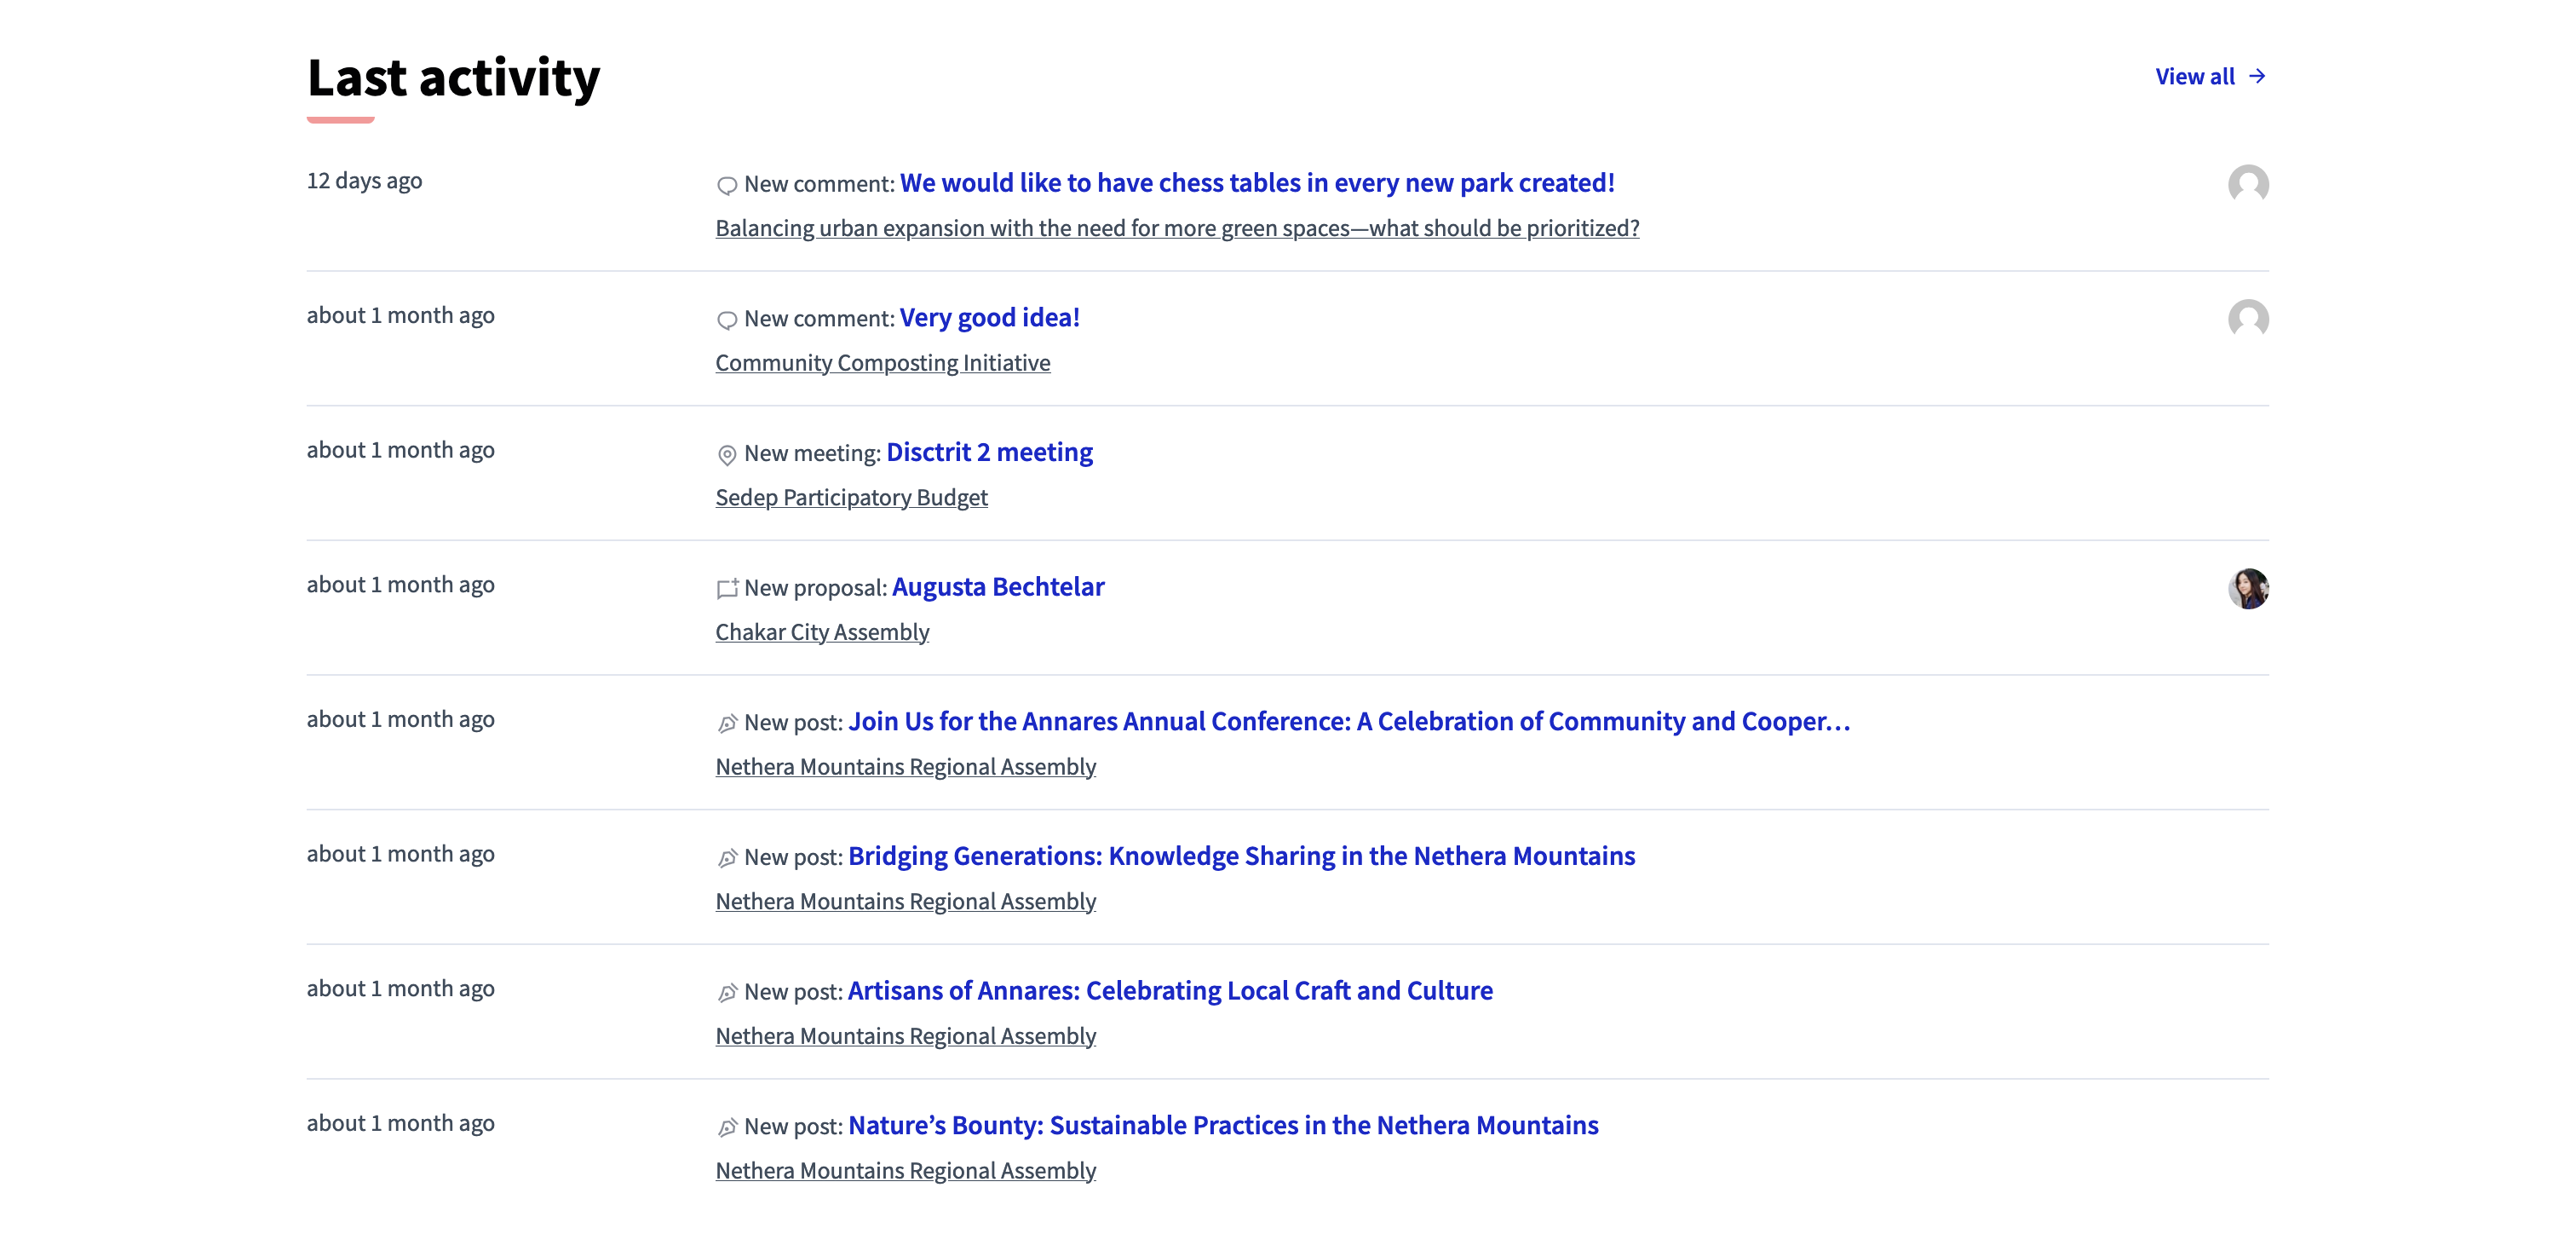 Last activity
View all →
12 days ago
New comment: We would like to have chess tables in every new park created!
Balancing urban expansion with the need for more green spaces—what should be prioritized?
about 1 month ago
New comment: Very good idea!
Community Composting Initiative
about 1 month ago
New meeting: Disctrit 2 meeting
Sedep Participatory Budget
about 1 month ago
New proposal: Augusta Bechtelar
Chakar City Assembly
about 1 month ago
New post: Join Us for the Annares Annual Conference: A Celebration of Community and Cooper…
Nethera Mountains Regional Assembly
about 1 month ago
New post: Bridging Generations: Knowledge Sharing in the Nethera Mountains
Nethera Mountains Regional Assembly
about 1 month ago
New post: Artisans of Annares: Celebrating Local Craft and Culture
Nethera Mountains Regional Assembly
about 1 month ago
New post: Nature’s Bounty: Sustainable Practices in the Nethera Mountains
Nethera Mountains Regional Assembly